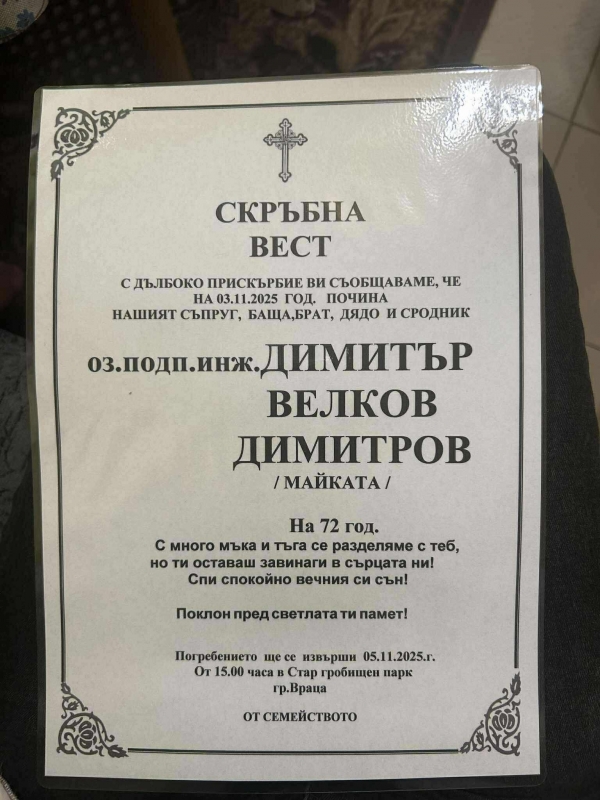 СКРЪБНА
ВЕСТ
С ДЪЛБОКО ПРИСКЪРБИЕ ВИ СЪОБЩАВАМЕ, ЧЕ
НА 03.11.2025 ГОД. ПОЧИНА
НАШИЯТ СЪПРУГ, БАЩА,БРАТ, ДЯДО И СРОДНИК
оз.подп.инж.ДИМИТЪР
ВЕЛКОВ
ДИМИТРОВ
/ МАЙКАТА /
На 72 год.
С много мъка и тъга се разделяме с теб,
но ти оставаш завинаги в сърцата ни!
Спи спокойно вечния си сън!
Поклон пред светлата ти памет!
Погребението ще се извърши 05.11.2025.г.
От 15.00 часа в Стар гробищен парк
гр.Враца
ОТ СЕМЕЙСТВОТО